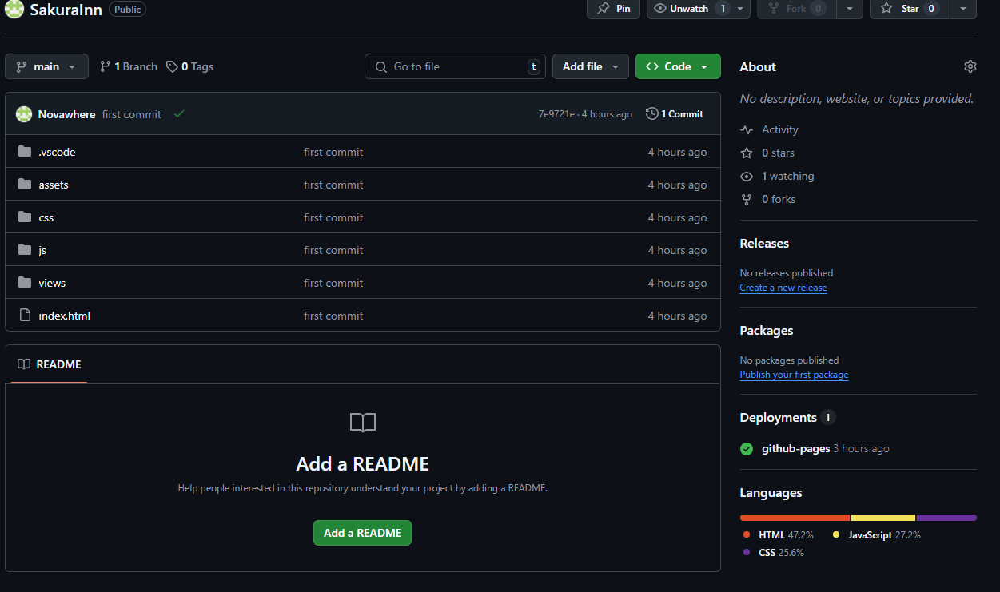 SakuraInn Public
Pin Unwatch 1 Fork 0 Star 0
main 1 Branch 0 Tags Go to file t Add file Code
Novawhere first commit 7e9721e · 4 hours ago 1 Commit
.vscode first commit 4 hours ago
assets first commit 4 hours ago
css first commit 4 hours ago
js first commit 4 hours ago
views first commit 4 hours ago
index.html first commit 4 hours ago
README
Add a README
Help people interested in this repository understand your project by adding a README.
Add a README
About
No description, website, or topics provided.
Activity
0 stars
1 watching
0 forks
Releases
No releases published
Create a new release
Packages
No packages published
Publish your first package
Deployments 1
github-pages 3 hours ago
Languages
HTML 47.2% JavaScript 27.2%
CSS 25.6%